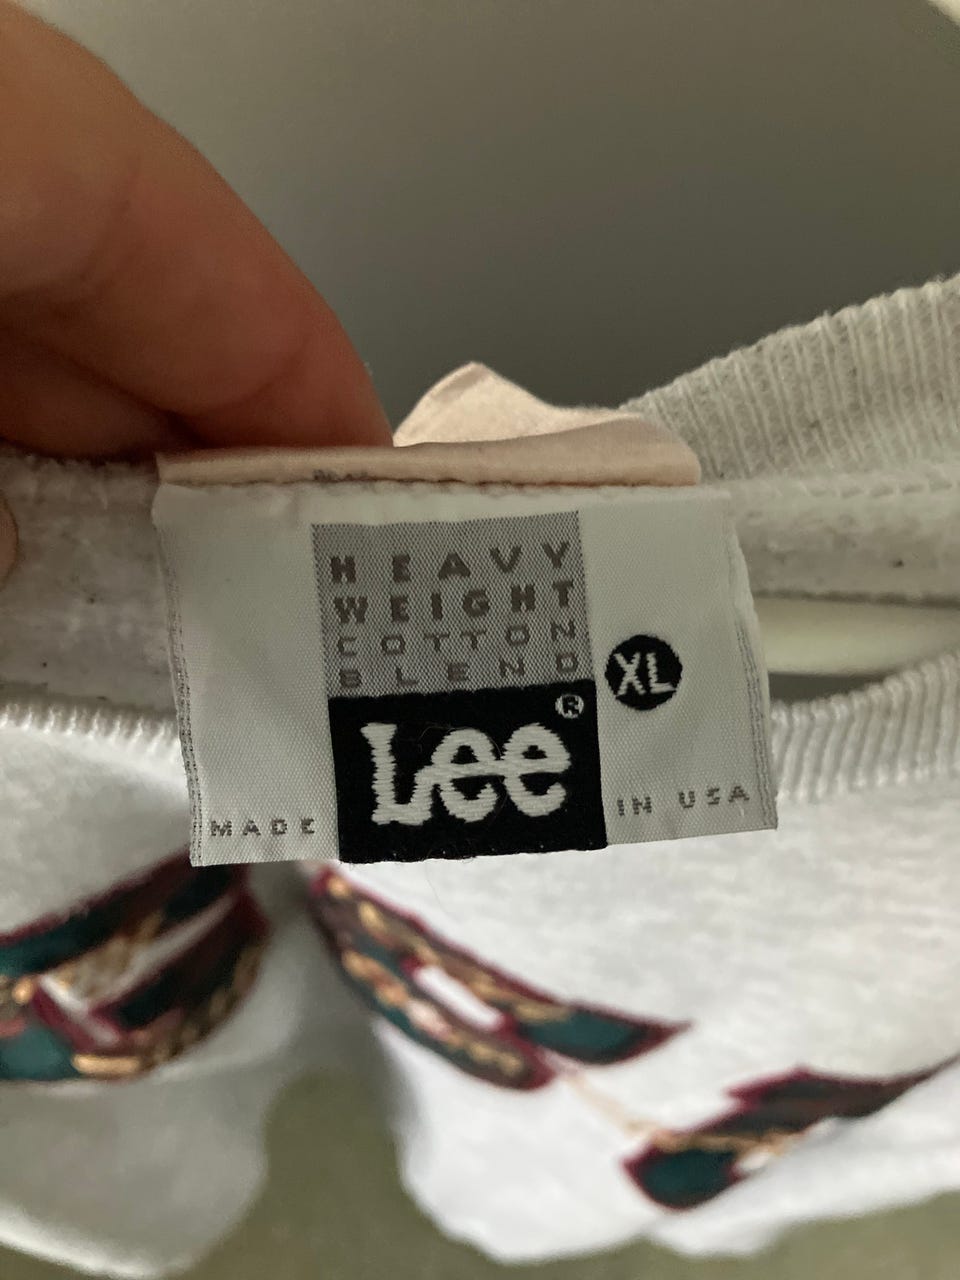 HEAVY
WEIGHT
COTTON
BLEND
XL
Lee®
MADE IN USA